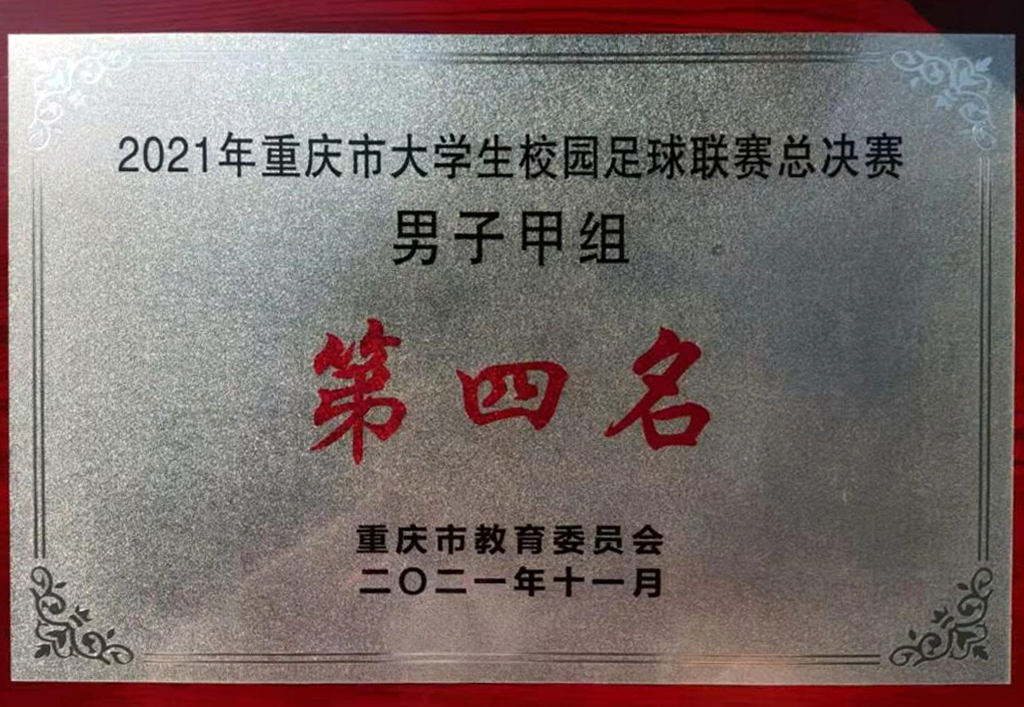 2021年重庆市大学生校园足球联赛总决赛
男子甲组
第四名
重庆市教育委员会
二〇二一年十一月